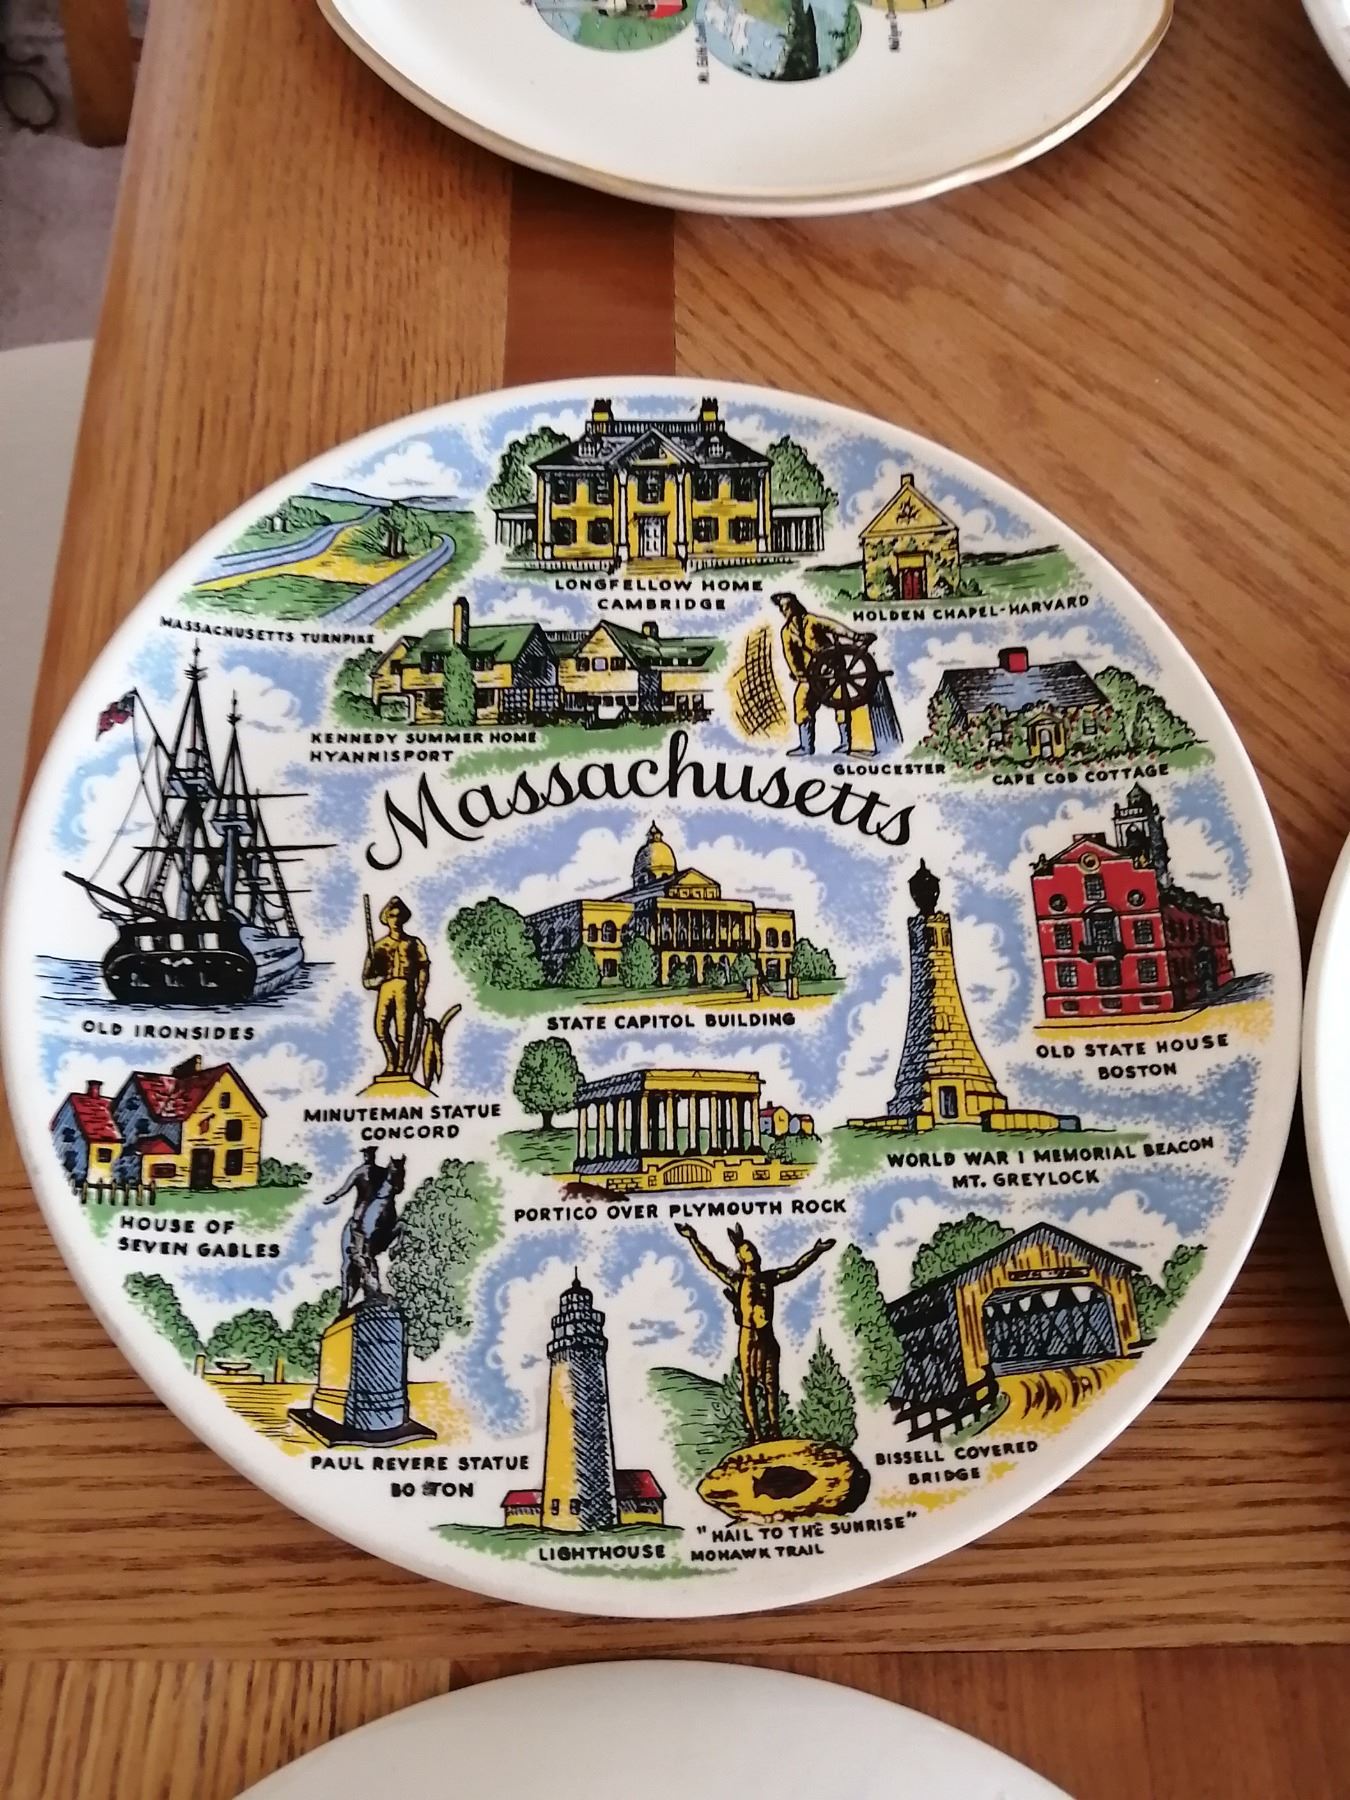 LONGFELLOW HOME
CAMBRIDGE
HOLDEN CHAPEL-HARVARD
MASSACHUSETTS TURNPIKE
KENNEDY SUMMER HOME
HYANNISPORT
GLOUCESTER
CAPE COD COTTAGE
Massachusetts
OLD IRONSIDES
STATE CAPITOL BUILDING
OLD STATE HOUSE
BOSTON
MINUTEMAN STATUE
CONCORD
WORLD WAR I MEMORIAL BEACON
MT. GREYLOCK
HOUSE OF
SEVEN GABLES
PORTICO OVER PLYMOUTH ROCK
PAUL REVERE STATUE
BOSTON
BISSELL COVERED
BRIDGE
LIGHTHOUSE
"HAIL TO THE SUNRISE"
MOHAWK TRAIL